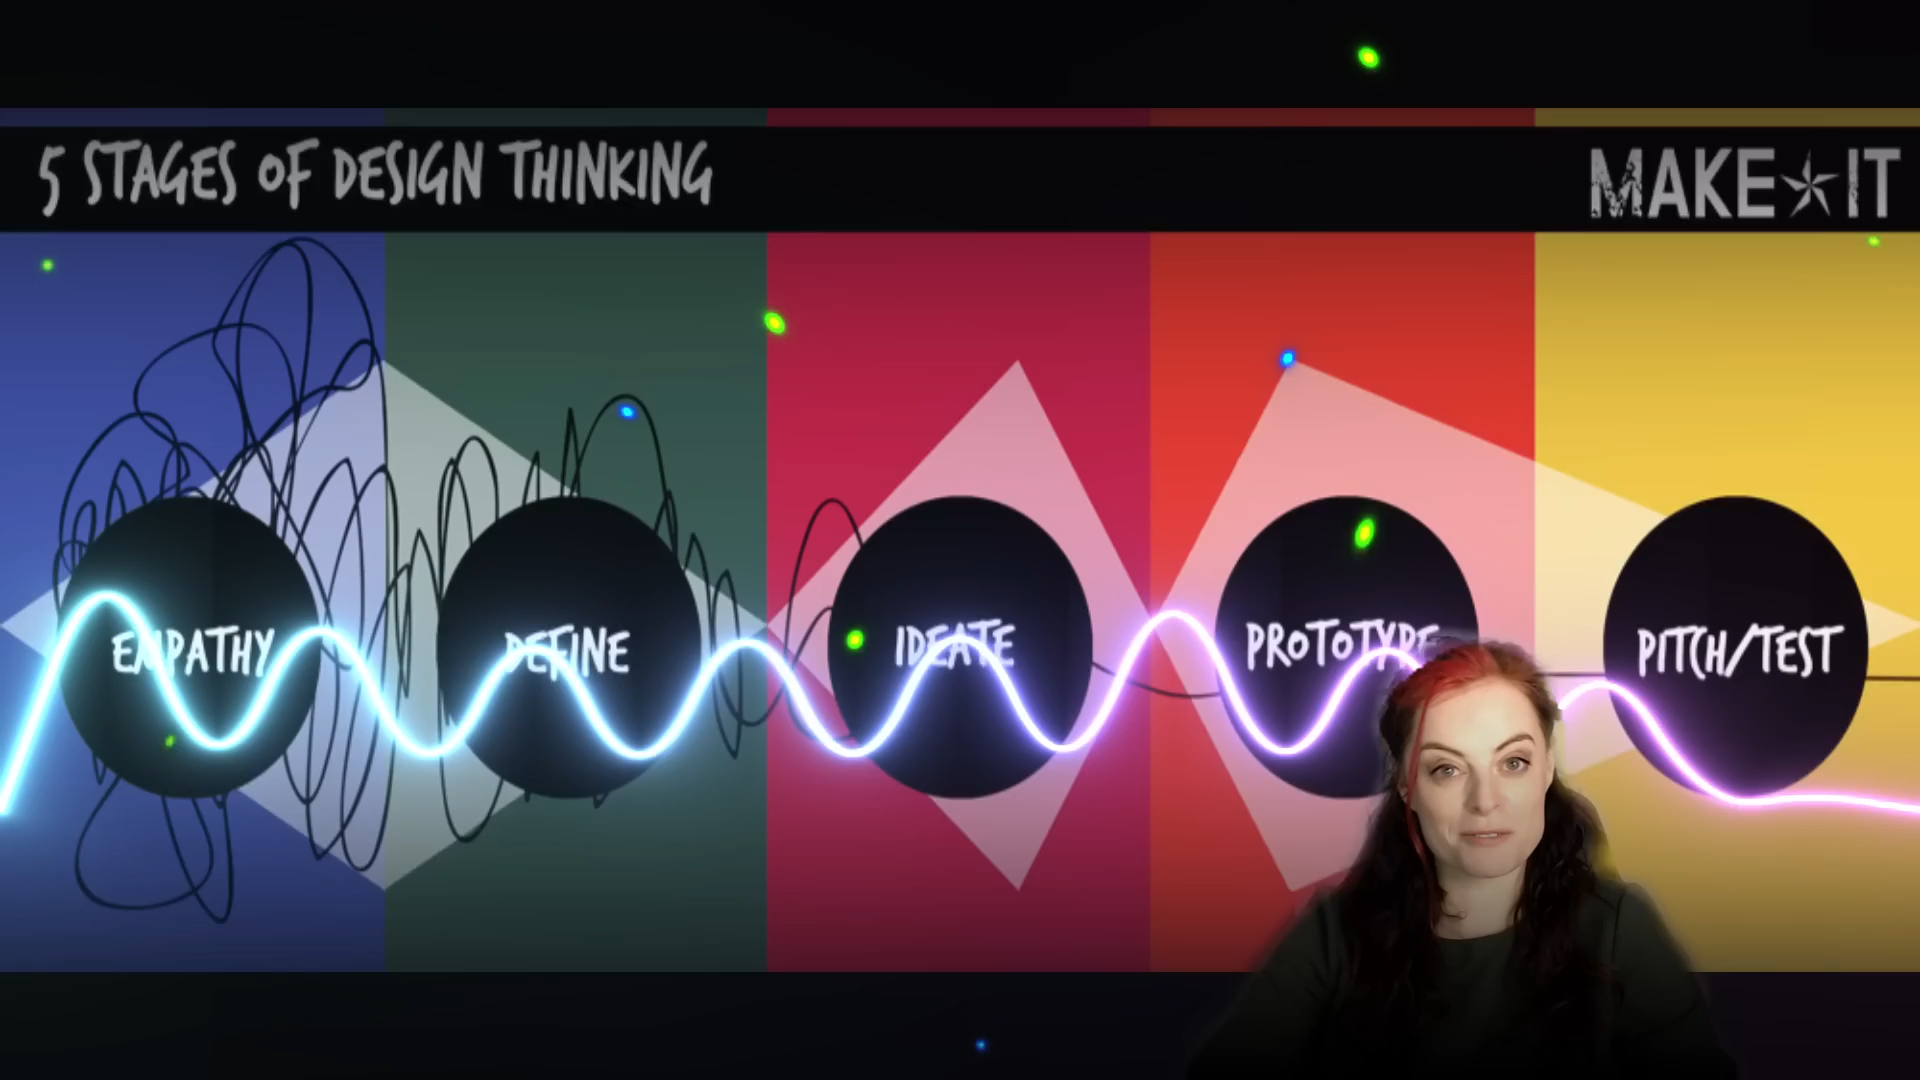 5 STAGES OF DESIGN THINKING
MAKE★IT
EMPATHY
DEFINE
IDEATE
PROTOTYPE
PITCH/TEST